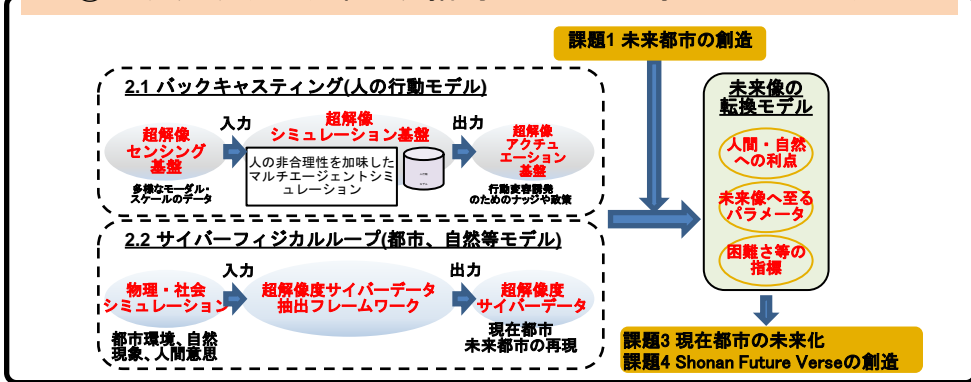 課題1 未来都市の創造
2.1 バックキャスティング(人の行動モデル)
超解像
センシング
基盤
多様なモーダル・
スケールのデータ
入力
超解像
シミュレーション基盤
人の非合理性を加味した
マルチエージェントシミ
ュレーション
出力
超解像
アクチュ
エーション
基盤
行動変容誘発
のためのナッジや政策
2.2 サイバーフィジカルループ(都市、自然等モデル)
物理・社会
シミュレーション
都市環境、自然
現象、人間意思
入力
超解像度サイバーデータ
抽出フレームワーク
出力
超解像度
サイバーデータ
現在都市
未来都市の再現
未来像の
転換モデル
人間・自然
への利点
未来像へ至る
パラメータ
困難さ等の
指標
課題3 現在都市の未来化
課題4 Shonan Future Verseの創造